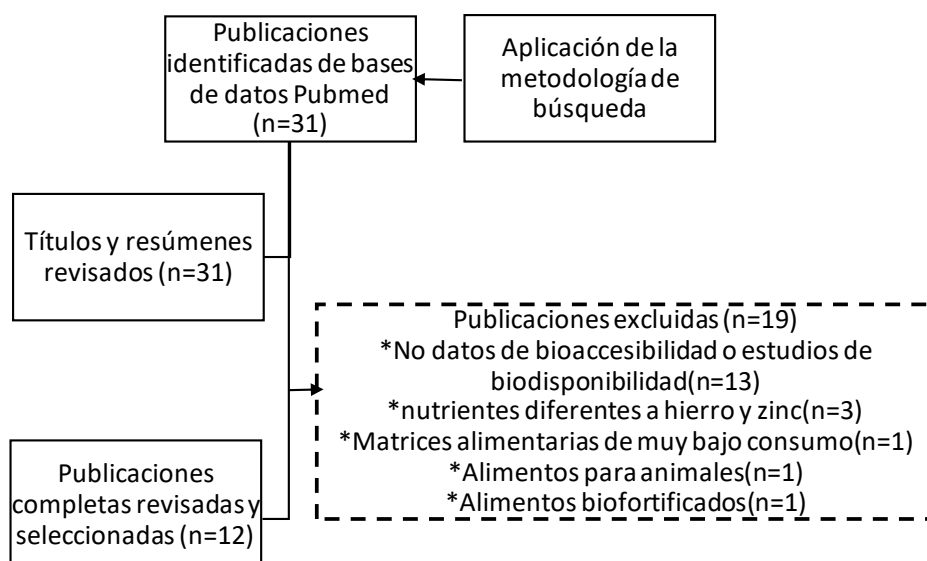 Publicaciones
identificadas de bases
de datos Pubmed
(n=31)
Aplicación de la
metodología de
búsqueda
Títulos y resúmenes
revisados (n=31)
Publicaciones excluidas (n=19)
*No datos de bioaccesibilidad o estudios de
biodisponibilidad(n=13)
*nutrientes diferentes a hierro y zinc(n=3)
*Matrices alimentarias de muy bajo consumo(n=1)
*Alimentos para animales(n=1)
*Alimentos biofortificados(n=1)
Publicaciones
completas revisadas y
seleccionadas (n=12)